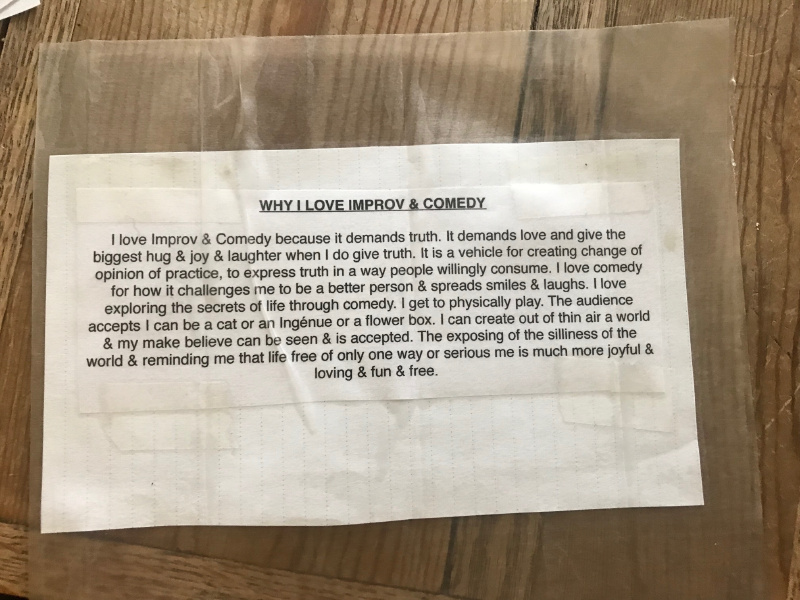 WHY I LOVE IMPROV & COMEDY
I love Improv & Comedy because it demands truth. It demands love and give the
biggest hug & joy & laughter when I do give truth. It is a vehicle for creating change of
opinion of practice, to express truth in a way people willingly consume. I love comedy
for how it challenges me to be a better person & spreads smiles & laughs. I love
exploring the secrets of life through comedy. I get to physically play. The audience
accepts I can be a cat or an Ingénue or a flower box. I can create out of thin air a world
& my make believe can be seen & is accepted. The exposing of the silliness of the
world & reminding me that life free of only one way or serious me is much more joyful &
loving & fun & free.